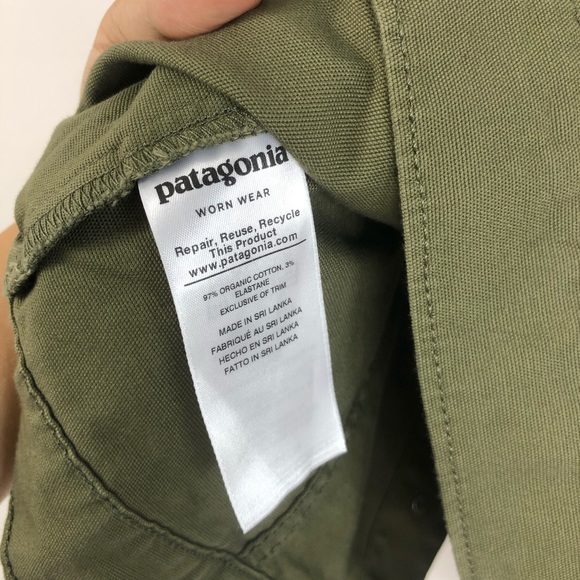 patagonia
WORN WEAR
Repair, Reuse, Recycle
This Product
www.patagonia.com
97% ORGANIC COTTON, 3%
ELASTANE
EXCLUSIVE OF TRIM
MADE IN SRI LANKA
FABRIQUÉ AU SRI LANKA
HECHO EN SRI LANKA
FATTO IN SRI LANKA